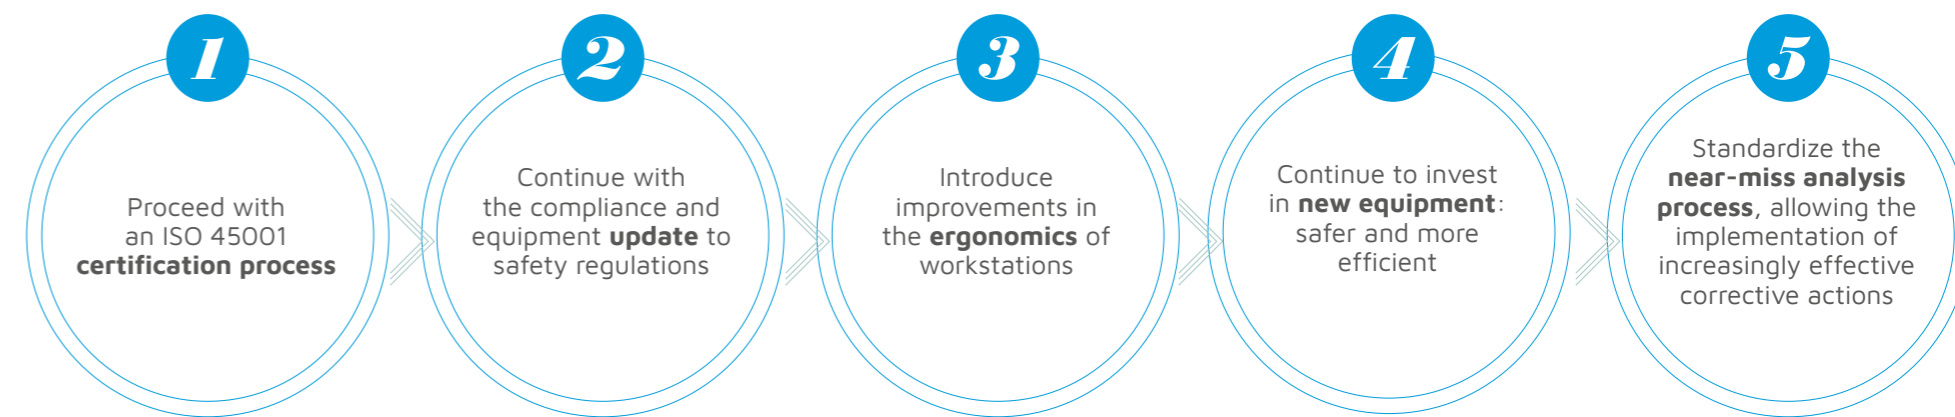 1
Proceed with
an ISO 45001
certification process
2
Continue with
the compliance and
equipment update to
safety regulations
3
Introduce
improvements in
the ergonomics of
workstations
4
Continue to invest
in new equipment:
safer and more
efficient
5
Standardize the
near-miss analysis
process, allowing the
implementation of
increasingly effective
corrective actions